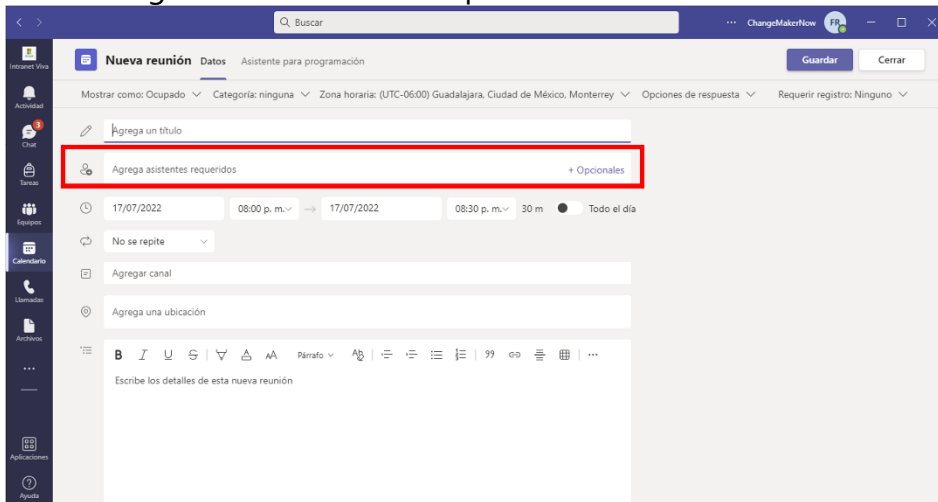 Buscar
ChangeMakerNow FR
Intranet Viva
Nueva reunión Datos Asistente para programación Guardar Cerrar
Mostrar como: Ocupado Categoría: ninguna Zona horaria: (UTC-06:00) Guadalajara, Ciudad de México, Monterrey Opciones de respuesta Requerir registro: Ninguno
Actividad
3
Chat
Tareas
Equipos
Calendario
Llamadas
Archivos
Aplicaciones
Ayuda
Agrega un título
Agrega asistentes requeridos + Opcionales
17/07/2022 08:00 p. m. → 17/07/2022 08:30 p. m. 30 m Todo el día
No se repite
Agregar canal
Agrega una ubicación
B I U S A AA Párrafo
Escribe los detalles de esta nueva reunión